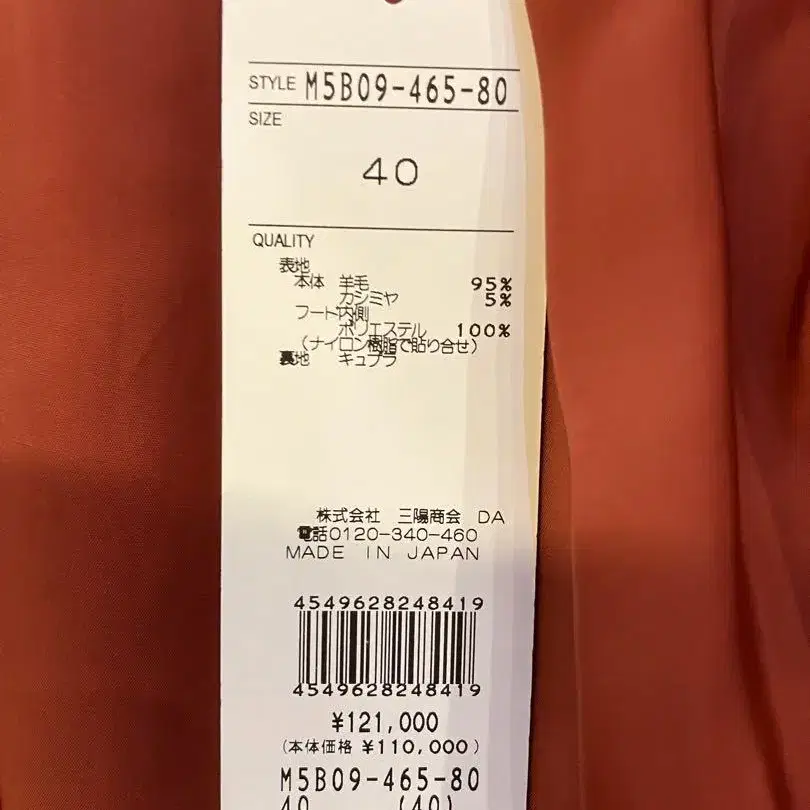 STYLE M5B09-465-80
SIZE
40
QUALITY
表地
本体 羊毛 95%
カシミヤ 5%
フード内側
ポリエステル 100%
(ナイロン樹脂で貼り合せ)
裏地 キュプラ
株式会社 三陽商会 DA
電話0120-340-460
MADE IN JAPAN
4549628248419
4549628248419
¥121,000
(本体価格 ¥110,000)
M5B09-465-80
40 (40)